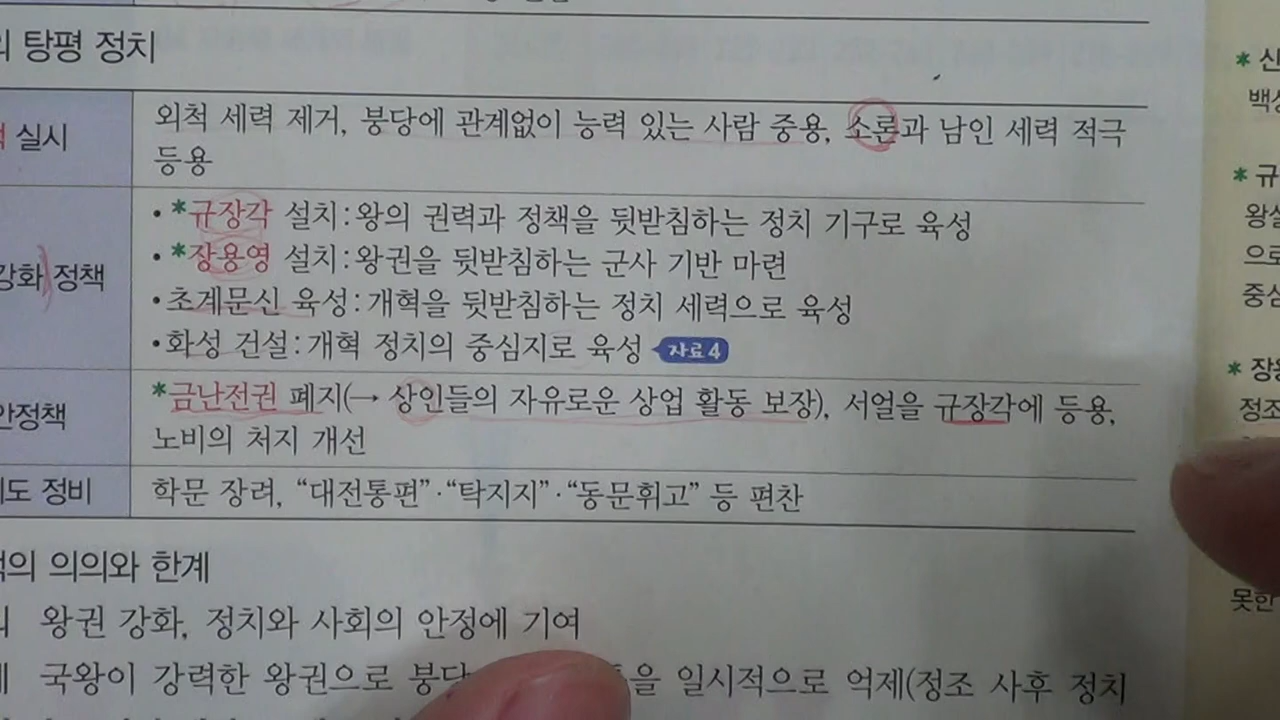 탕평 정치
실시
외척 세력 제거, 붕당에 관계없이 능력 있는 사람 중용, 소론과 남인 세력 적극
등용
강화 정책
• *규장각 설치: 왕의 권력과 정책을 뒷받침하는 정치 기구로 육성
• *장용영 설치: 왕권을 뒷받침하는 군사 기반 마련
• 초계문신 육성: 개혁을 뒷받침하는 정치 세력으로 육성
• 화성 건설: 개혁 정치의 중심지로 육성 자료4
안정책
*금난전권 폐지(→ 상인들의 자유로운 상업 활동 보장), 서얼을 규장각에 등용,
노비의 처지 개선
도 정비
학문 장려, “대전통편”·“탁지지”·“동문휘고” 등 편찬
의 의의와 한계
왕권 강화, 정치와 사회의 안정에 기여
국왕이 강력한 왕권으로 붕당 을 일시적으로 억제(정조 사후 정치
* 신
백성
* 규
왕실
으로
중심
* 장용
정조
못한